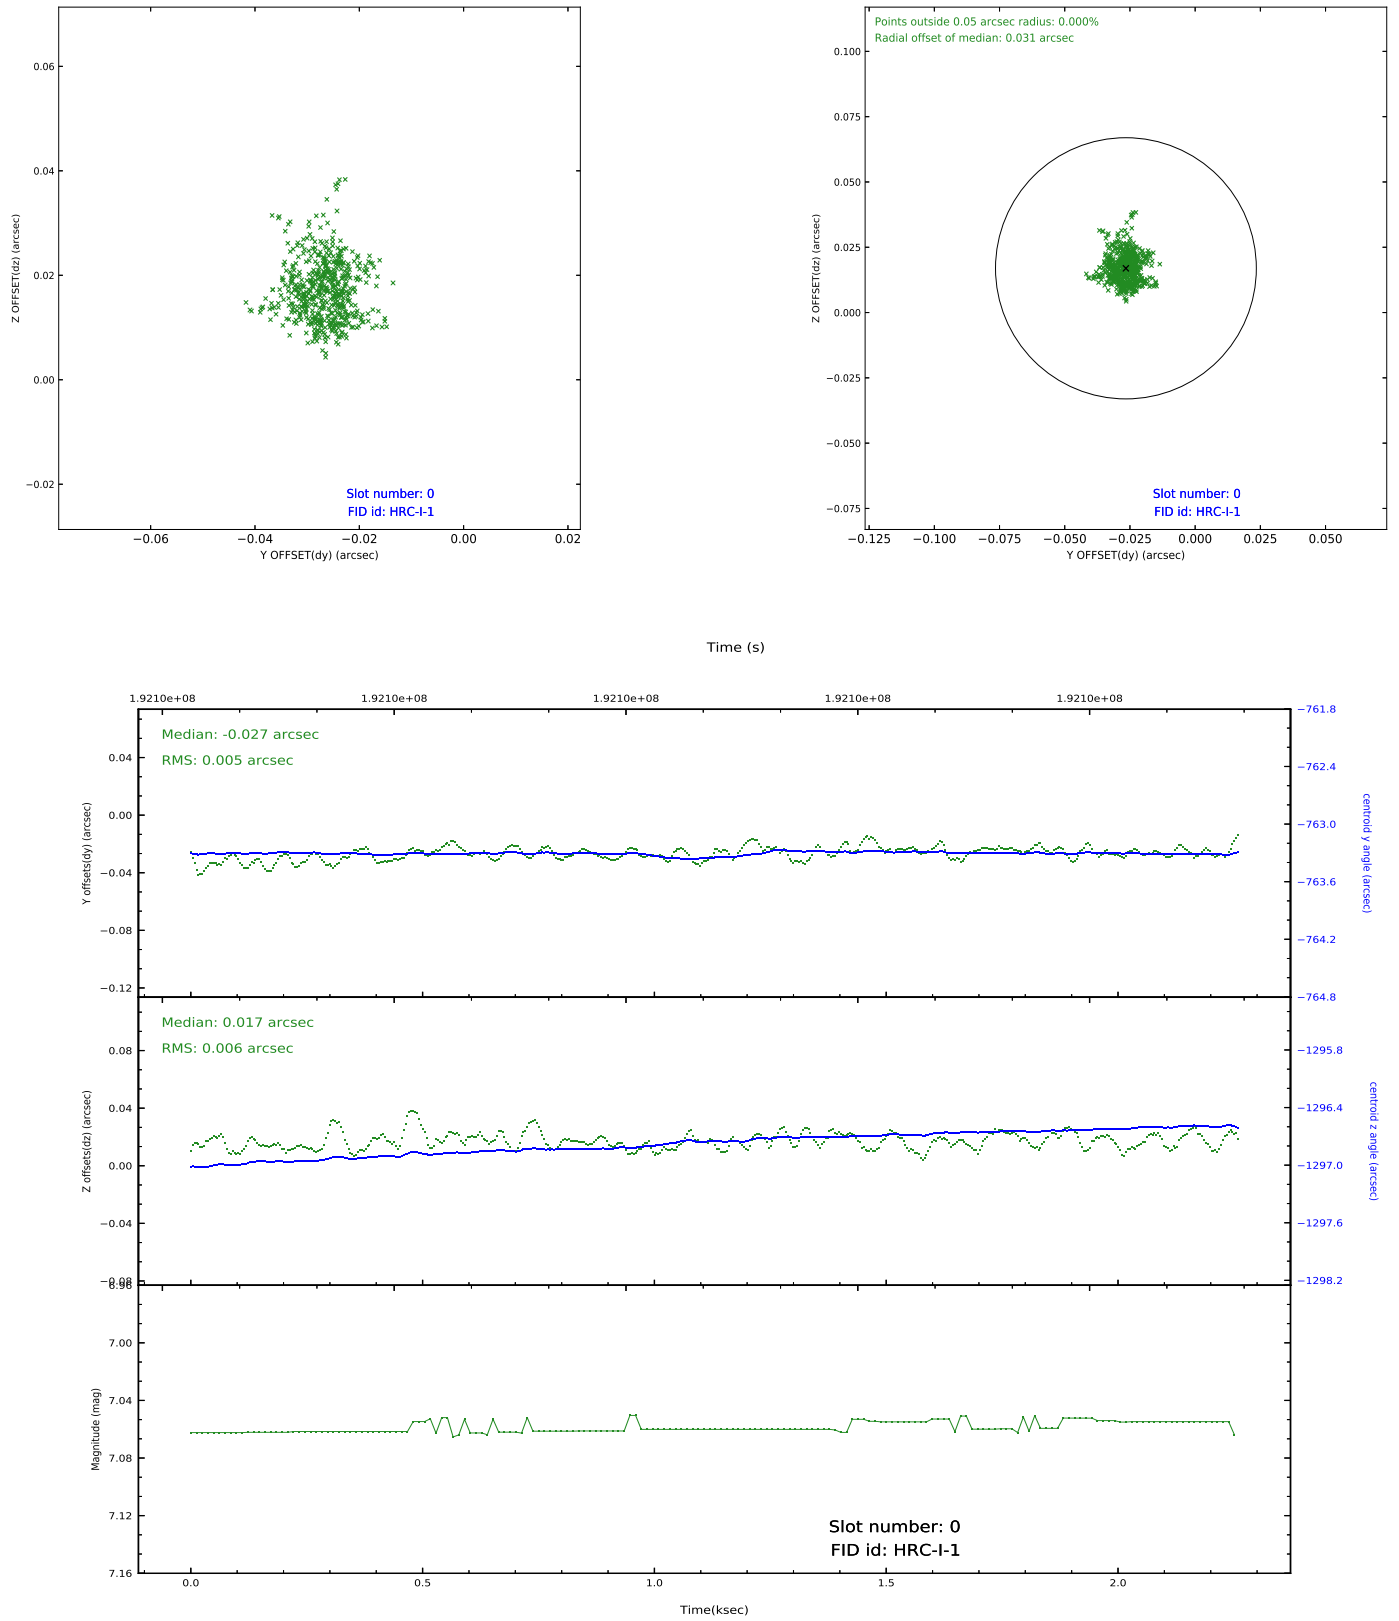 0.06
0.04
0.02
0.00
−0.02
Z OFFSET(dz) (arcsec)
Slot number: 0
FID id: HRC-I-1
−0.06 −0.04 −0.02 0.00 0.02
Y OFFSET(dy) (arcsec)
Points outside 0.05 arcsec radius: 0.000%
Radial offset of median: 0.031 arcsec
0.100
0.075
0.050
0.025
0.000
−0.025
−0.050
−0.075
Z OFFSET(dz) (arcsec)
Slot number: 0
FID id: HRC-I-1
−0.125 −0.100 −0.075 −0.050 −0.025 0.000 0.025 0.050
Y OFFSET(dy) (arcsec)
Time (s)
1.9210e+08 1.9210e+08 1.9210e+08 1.9210e+08 1.9210e+08
Median: -0.027 arcsec
RMS: 0.005 arcsec
0.04
0.00
−0.04
−0.08
−0.12
Y offsets(dy) (arcsec)
−761.8
−762.4
−763.0
−763.6
−764.2
−764.8
centroid y angle (arcsec)
Median: 0.017 arcsec
RMS: 0.006 arcsec
0.08
0.04
0.00
−0.04
−0.08
Z offsets(dz) (arcsec)
−1295.8
−1296.4
−1297.0
−1297.6
−1298.2
centroid z angle (arcsec)
6.96
7.00
7.04
7.08
7.12
7.16
Magnitude (mag)
Slot number: 0
FID id: HRC-I-1
0.0 0.5 1.0 1.5 2.0
Time(ksec)